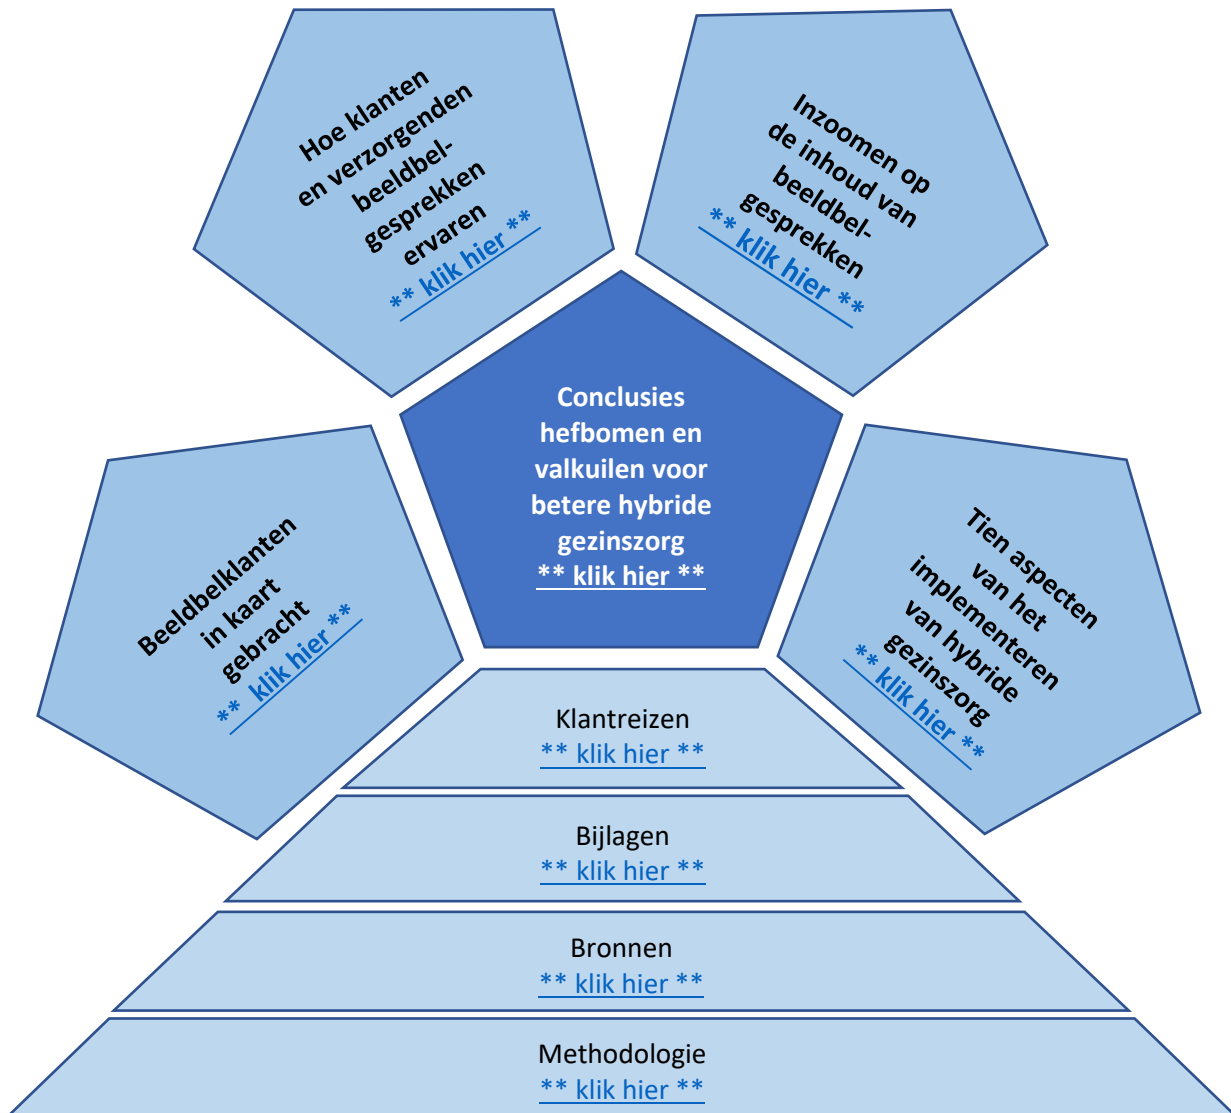 Hoe klanten
en verzorgenden
beeldbel-
gesprekken
ervaren
** klik hier **
Inzoomen op
de inhoud van
beeldbel-
gesprekken
** klik hier **
Beeldbelklanten
in kaart
gebracht
** klik hier **
Conclusies
hefbomen en
valkuilen voor
betere hybride
gezinszorg
** klik hier **
Tien aspecten
van het
implementeren
van hybride
gezinszorg
** klik hier **
Klantreizen
** klik hier **
Bijlagen
** klik hier **
Bronnen
** klik hier **
Methodologie
** klik hier **